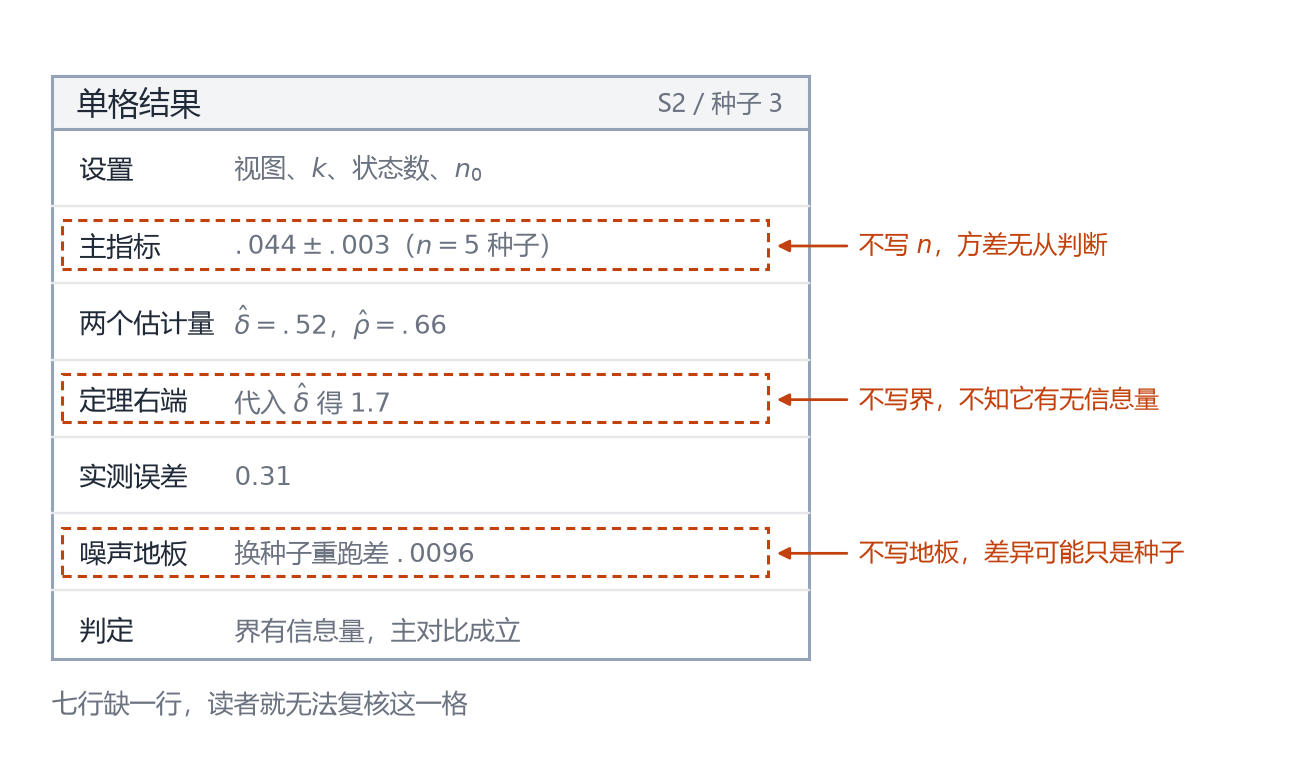 单格结果 S2 / 种子 3
设置 视图、k、状态数、n₀
主指标 .044 ± .003（n = 5 种子） 不写 n，方差无从判断
两个估计量 δ̂ = .52，ρ̂ = .66
定理右端 代入 δ̂ 得 1.7 不写界，不知它有无信息量
实测误差 0.31
噪声地板 换种子重跑差 .0096 不写地板，差异可能只是种子
判定 界有信息量，主对比成立
七行缺一行，读者就无法复核这一格